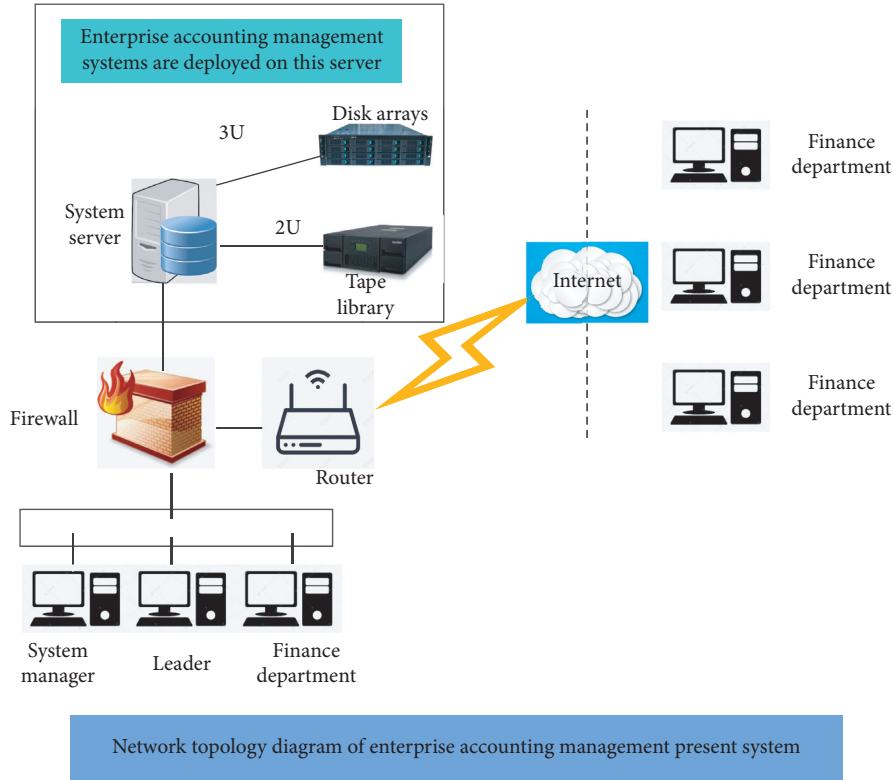 Enterprise accounting management
systems are deployed on this server
Disk arrays
3U
System
server
2U
Tape
library
Internet
Finance
department
Finance
department
Finance
department
Firewall
Router
System
manager
Leader
Finance
department
Network topology diagram of enterprise accounting management present system